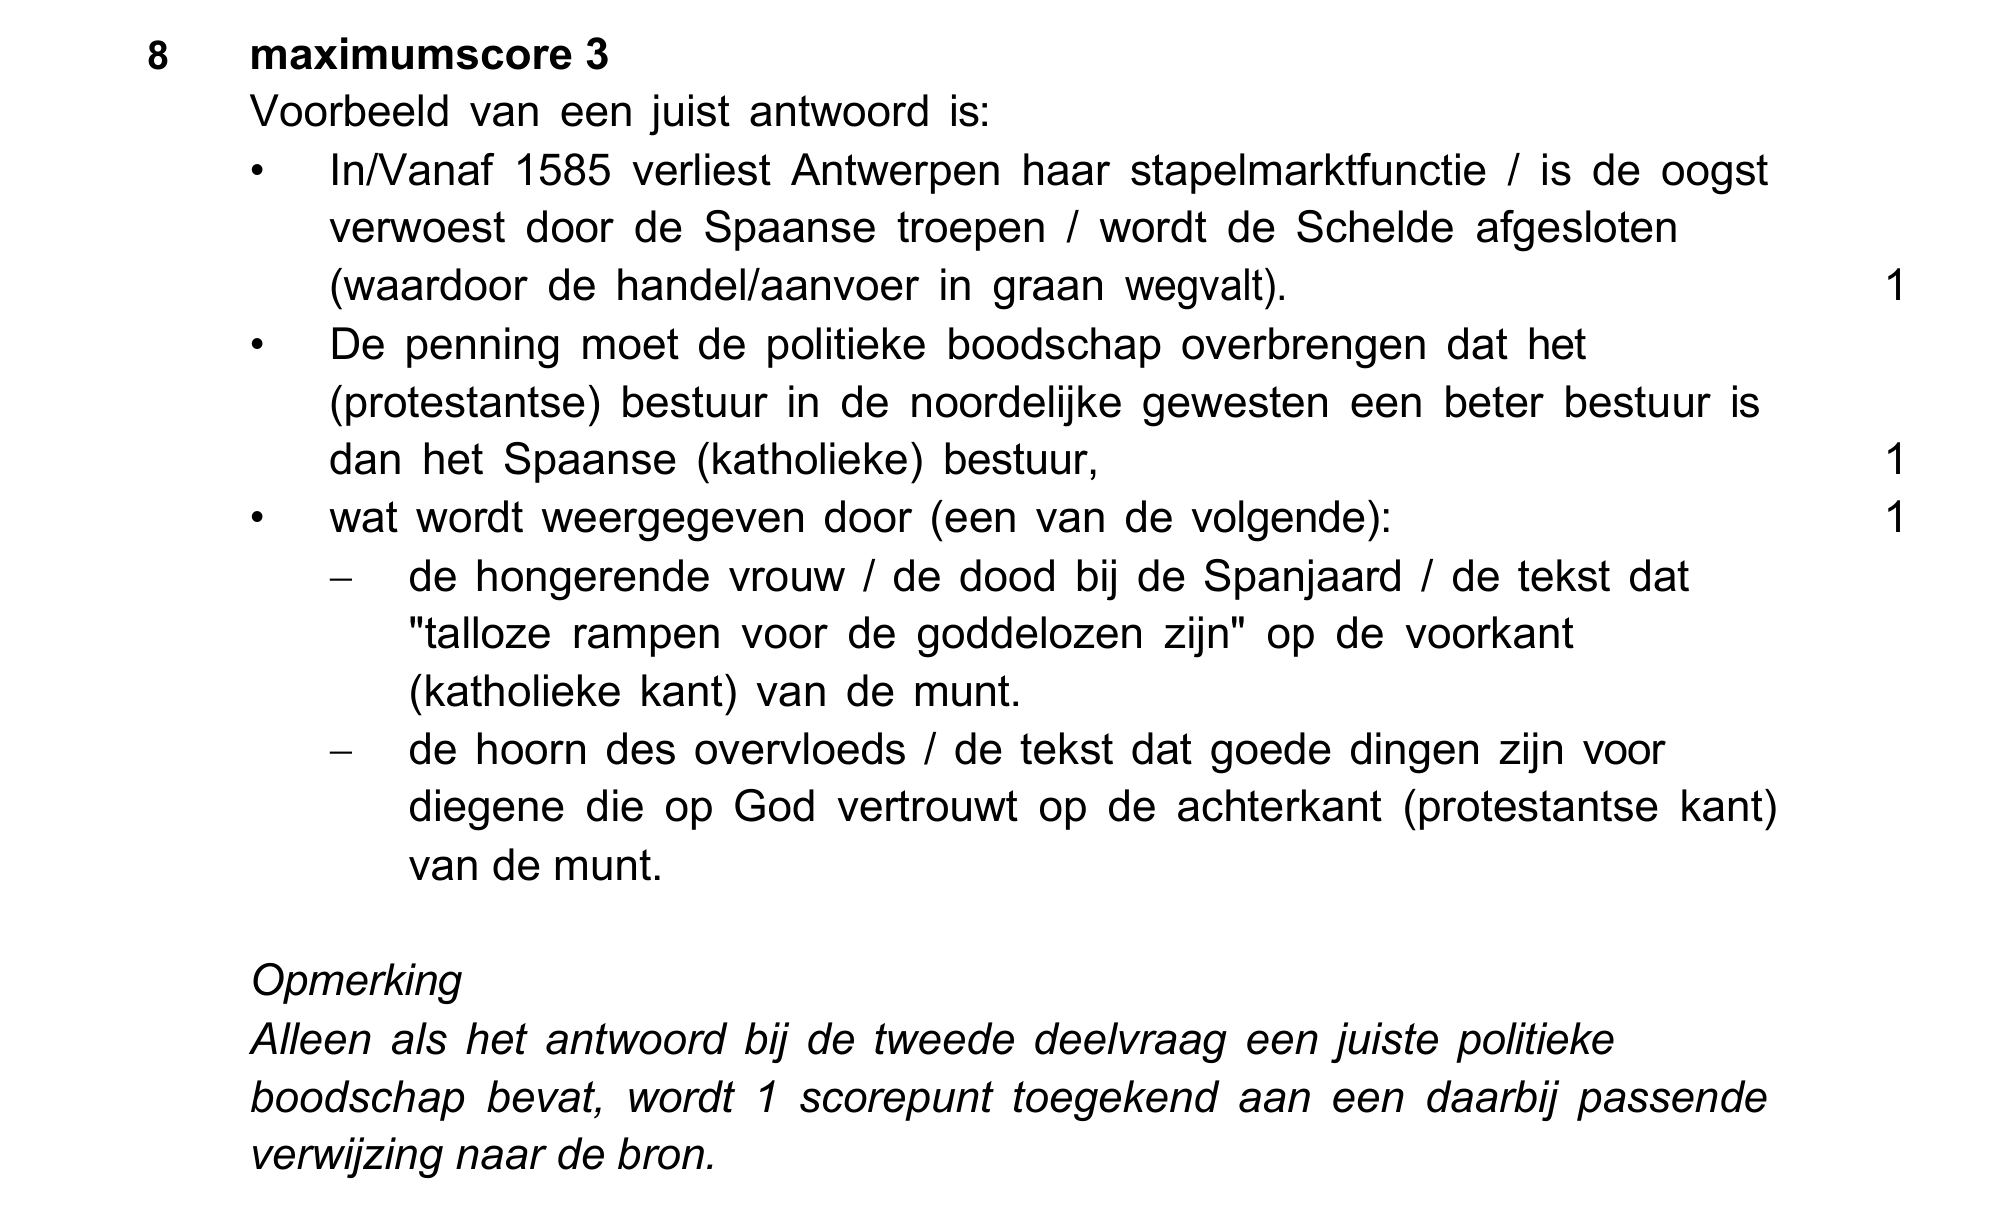 8 maximumscore 3
Voorbeeld van een juist antwoord is:
• In/Vanaf 1585 verliest Antwerpen haar stapelmarktfunctie / is de oogst
verwoest door de Spaanse troepen / wordt de Schelde afgesloten
(waardoor de handel/aanvoer in graan wegvalt). 1
• De penning moet de politieke boodschap overbrengen dat het
(protestantse) bestuur in de noordelijke gewesten een beter bestuur is
dan het Spaanse (katholieke) bestuur, 1
• wat wordt weergegeven door (een van de volgende): 1
− de hongerende vrouw / de dood bij de Spanjaard / de tekst dat
"talloze rampen voor de goddelozen zijn" op de voorkant
(katholieke kant) van de munt.
− de hoorn des overvloeds / de tekst dat goede dingen zijn voor
diegene die op God vertrouwt op de achterkant (protestantse kant)
van de munt.
Opmerking
Alleen als het antwoord bij de tweede deelvraag een juiste politieke
boodschap bevat, wordt 1 scorepunt toegekend aan een daarbij passende
verwijzing naar de bron.